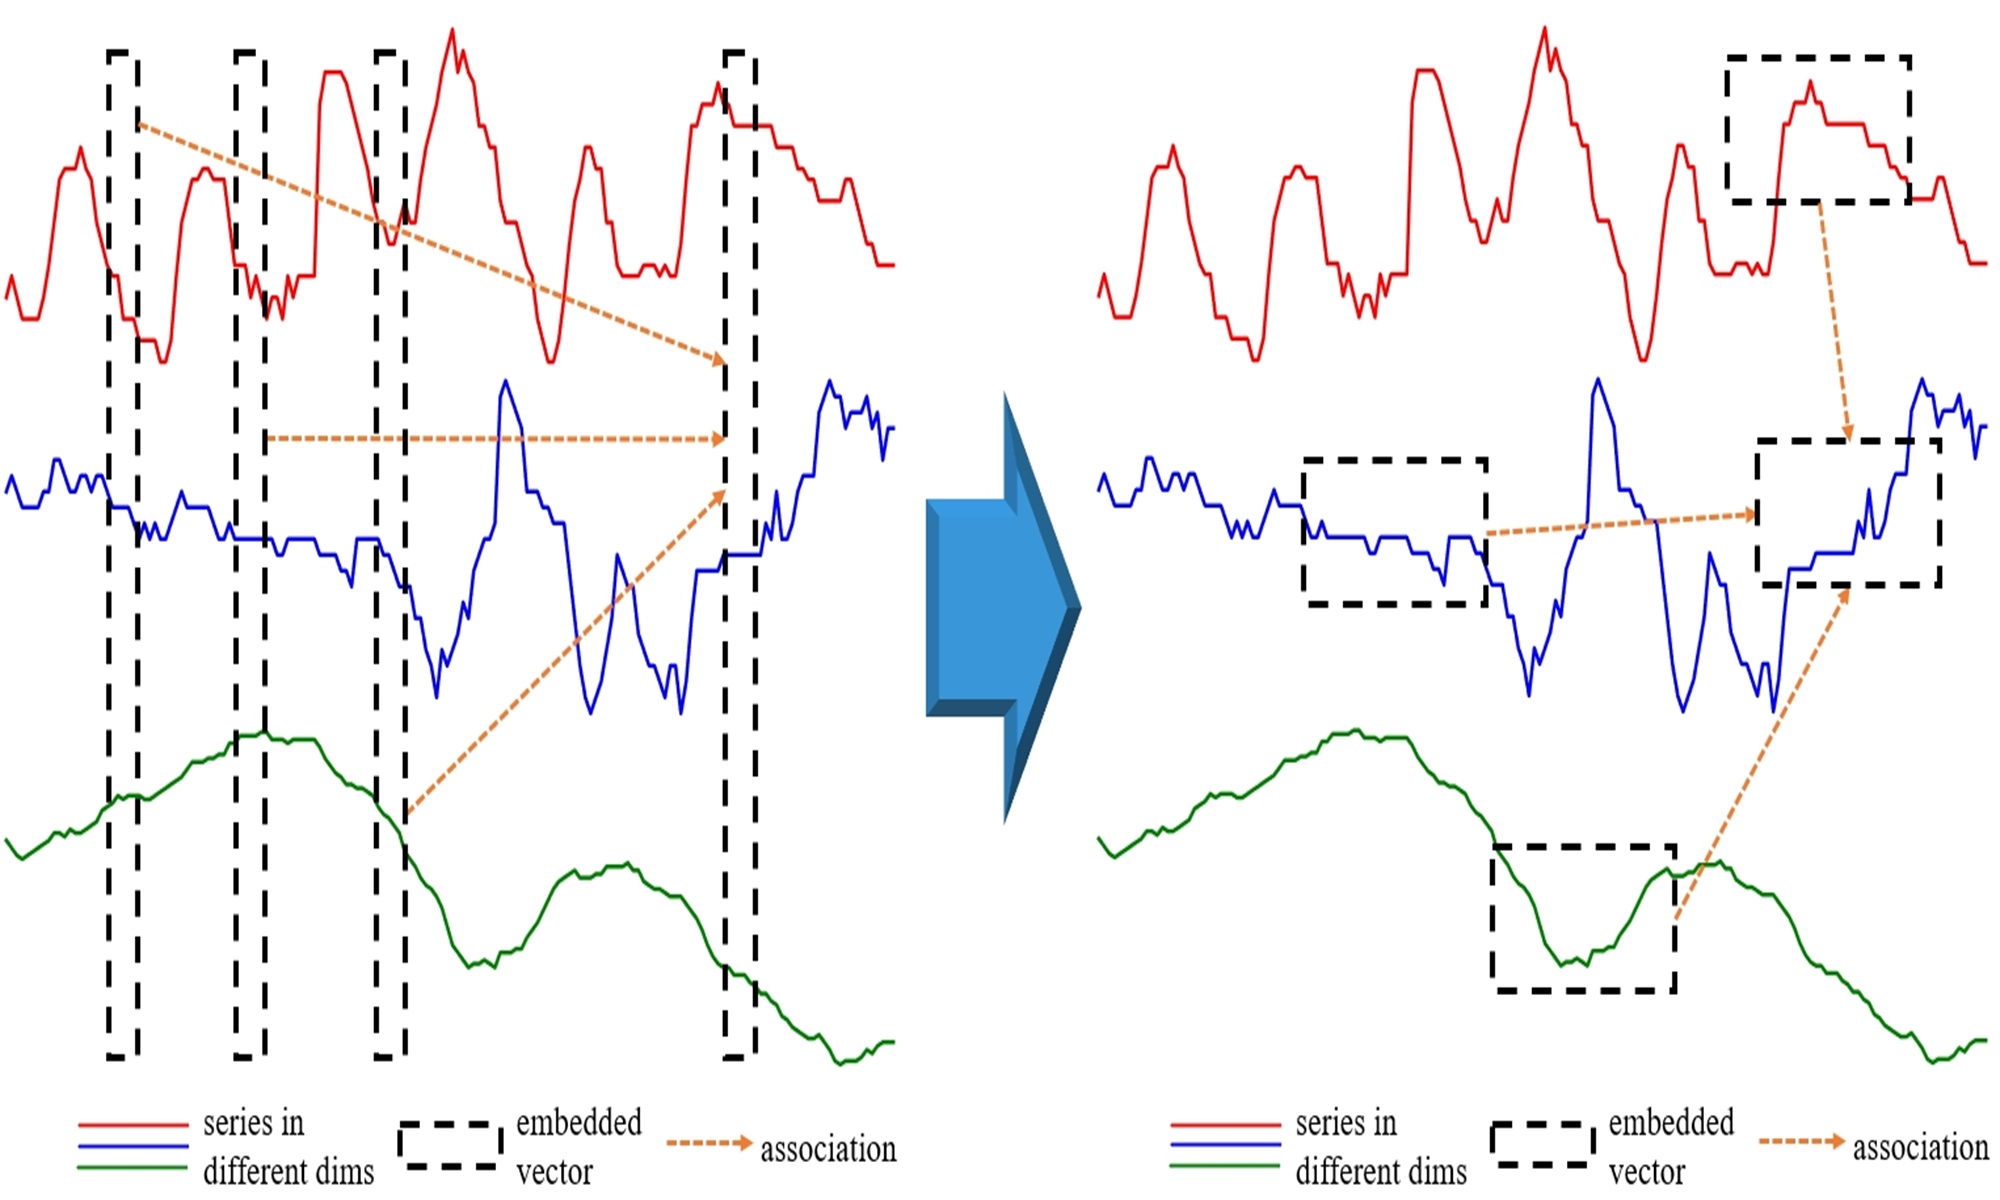 series in
different dims
embedded
vector
association
series in
different dims
embedded
vector
association